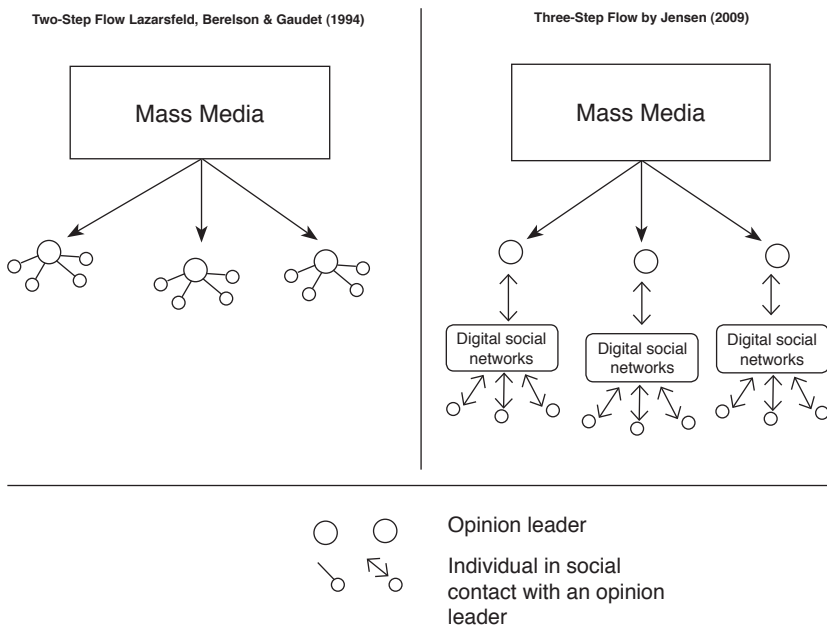 Two-Step Flow Lazarsfeld, Berelson & Gaudet (1994)
Mass Media
Three-Step Flow by Jensen (2009)
Mass Media
Digital social
networks
Digital social
networks
Digital social
networks
Opinion leader
Individual in social
contact with an opinion
leader